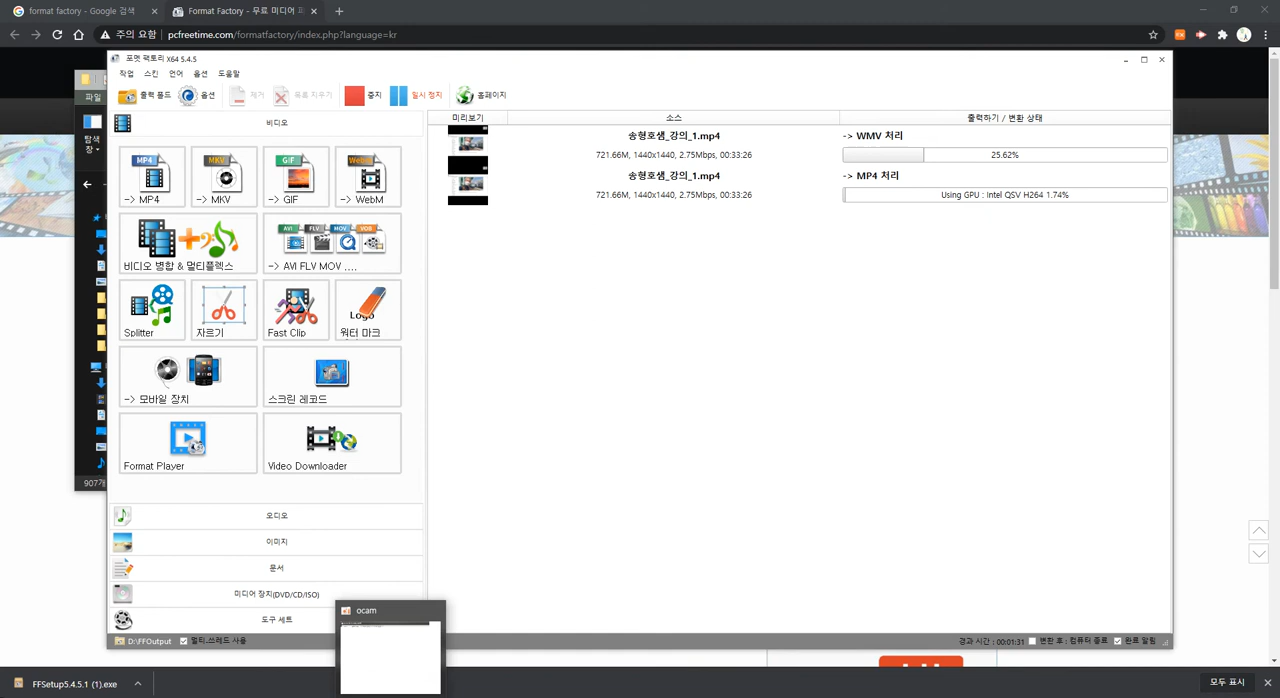 format factory - Google 검색
Format Factory - 무료 미디어 파
주의 요함
pcfreetime.com/formatfactory/index.php?language=kr
포맷 팩토리 X64 5.4.5
작업 스킨 언어 옵션 도움말
출력 폴드 옵션 제거 목록 지우기 중지 일시 정지 홈페이지
파일
탐색
창
비디오
미리보기 소스 출력하기 / 변환 상태
송형호샘_강의_1.mp4 -> WMV 처리
721.66M, 1440x1440, 2.75Mbps, 00:33:26 25.62%
송형호샘_강의_1.mp4 -> MP4 처리
721.66M, 1440x1440, 2.75Mbps, 00:33:26 Using GPU : Intel QSV H264 1.74%
MP4 MKV GIF WebM
-> MP4 -> MKV -> GIF -> WebM
AVI FLV MOV VOB
비디오 병합 & 멀티플렉스 -> AVI FLV MOV ....
Logo
Splitter 자르기 Fast Clip 워터 마크
-> 모바일 장치 스크린 레코드
Format Player Video Downloader
907개
오디오
이미지
문서
미디어 장치(DVD/CD/ISO)
도구 세트
ocam
D:\FFOutput 멀티-쓰레드 사용
경과 시간 : 00:01:31 변환 후 : 컴퓨터 종료 완료 알림
FFSetup5.4.5.1 (1).exe
모두 표시